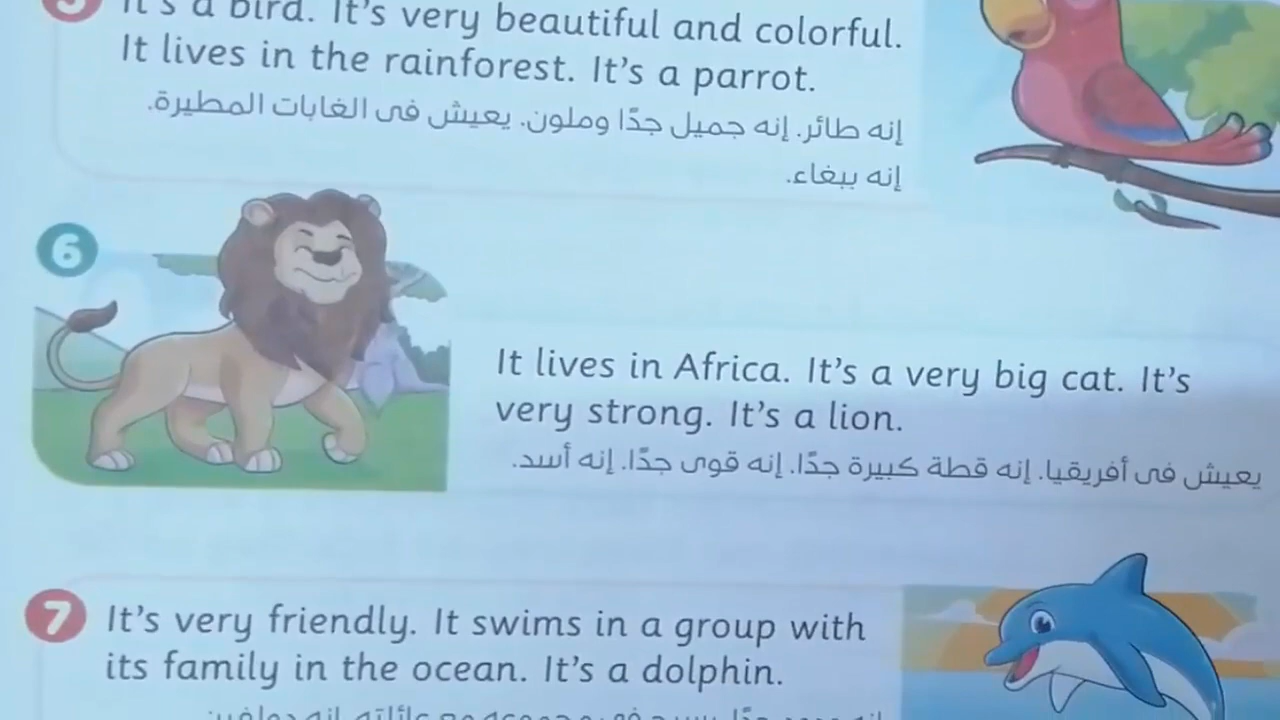 It's a bird. It's very beautiful and colorful.
It lives in the rainforest. It's a parrot.
إنه طائر. إنه جميل جدًا وملون. يعيش فى الغابات المطيرة.
إنه ببغاء.
6
It lives in Africa. It's a very big cat. It's
very strong. It's a lion.
يعيش فى أفريقيا. إنه قطة كبيرة جدًا. إنه قوى جدًا. إنه أسد.
7
It's very friendly. It swims in a group with
its family in the ocean. It's a dolphin.